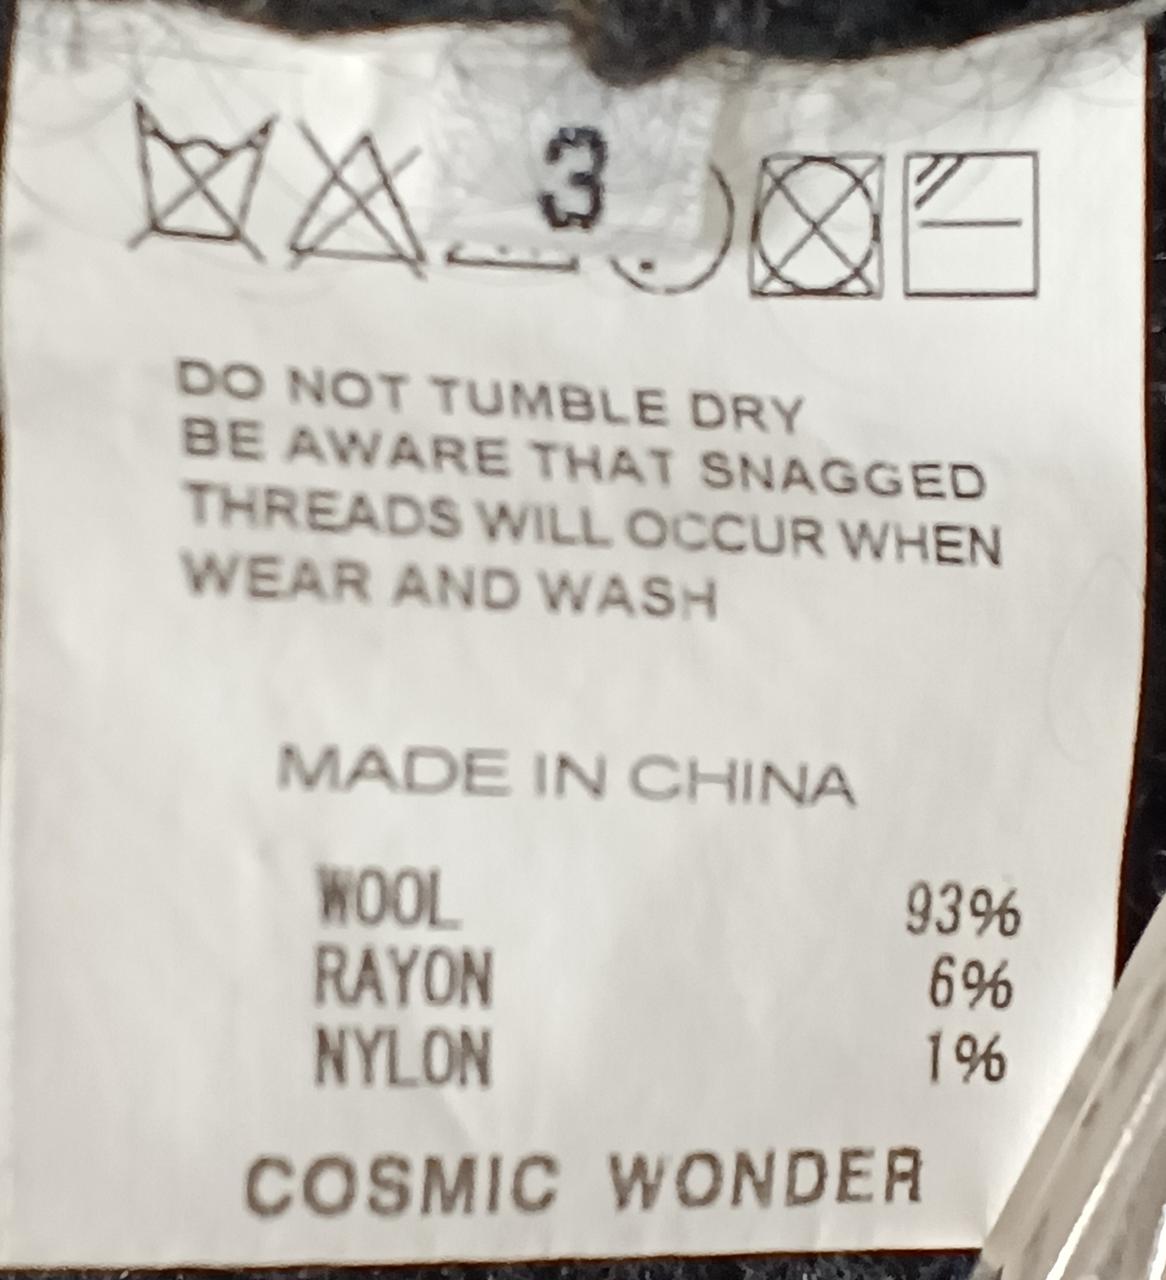 3
DO NOT TUMBLE DRY
BE AWARE THAT SNAGGED
THREADS WILL OCCUR WHEN
WEAR AND WASH
MADE IN CHINA
WOOL 93%
RAYON 6%
NYLON 1%
COSMIC WONDER